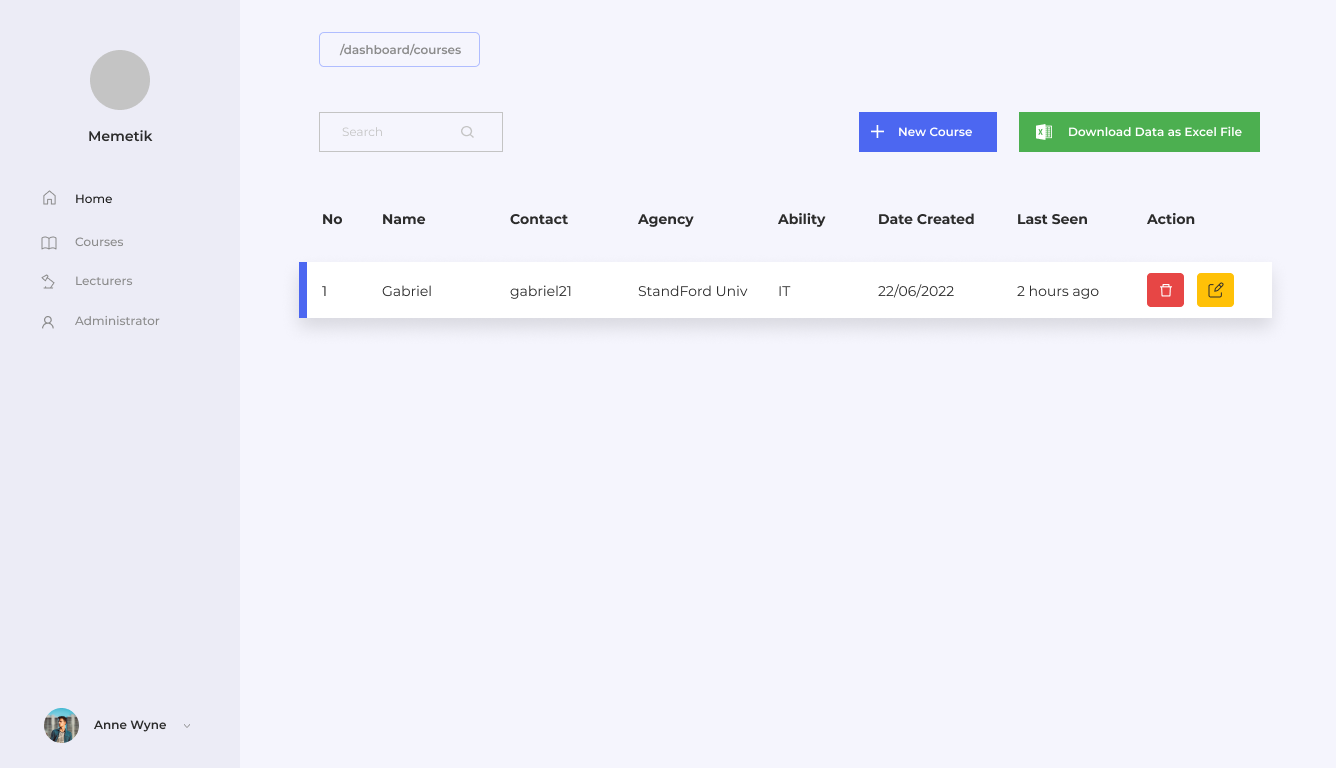 /dashboard/courses
Memetik
Search
New Course
Download Data as Excel File
Home
Courses
Lecturers
Administrator
No Name Contact Agency Ability Date Created Last Seen Action
1 Gabriel gabriel21 StandFord Univ IT 22/06/2022 2 hours ago
Anne Wyne